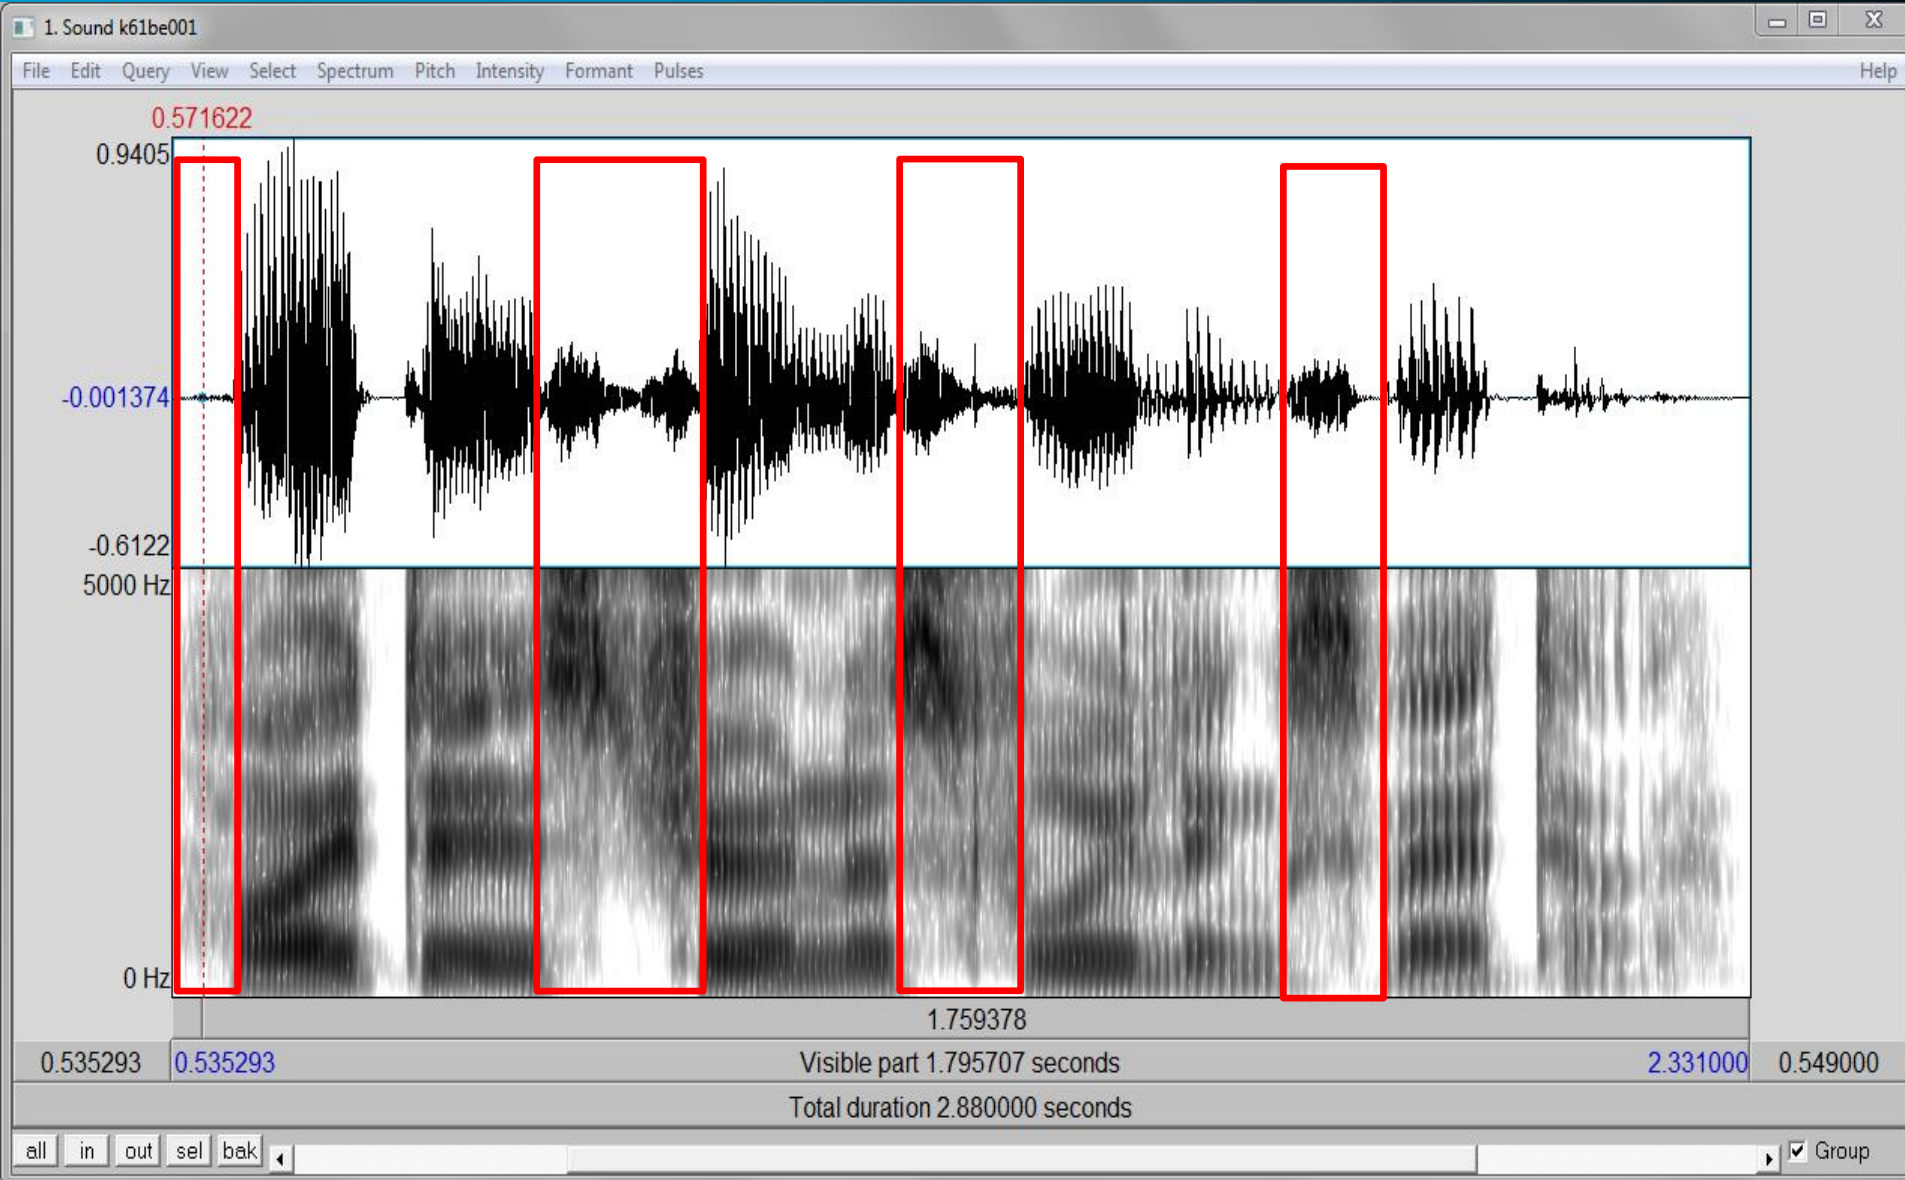 1. Sound k61be001
File Edit Query View Select Spectrum Pitch Intensity Formant Pulses Help
0.571622
0.9405
-0.001374
-0.6122
5000 Hz
0 Hz
1.759378
0.535293 0.535293 Visible part 1.795707 seconds 2.331000 0.549000
Total duration 2.880000 seconds
all in out sel bak Group